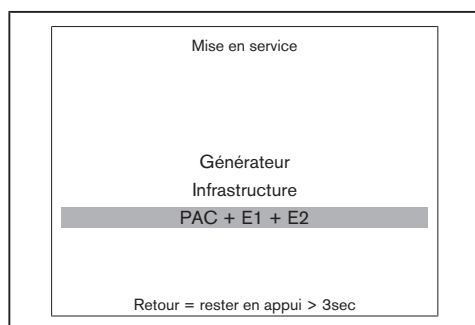 Mise en service
Générateur
Infrastructure
PAC + E1 + E2
Retour = rester en appui > 3sec